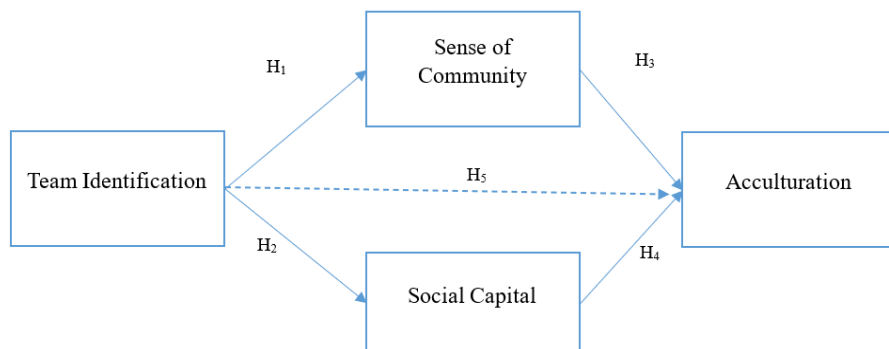 Sense of
Community
H₁
H₃
Team Identification
H₅
Acculturation
H₂
H₄
Social Capital